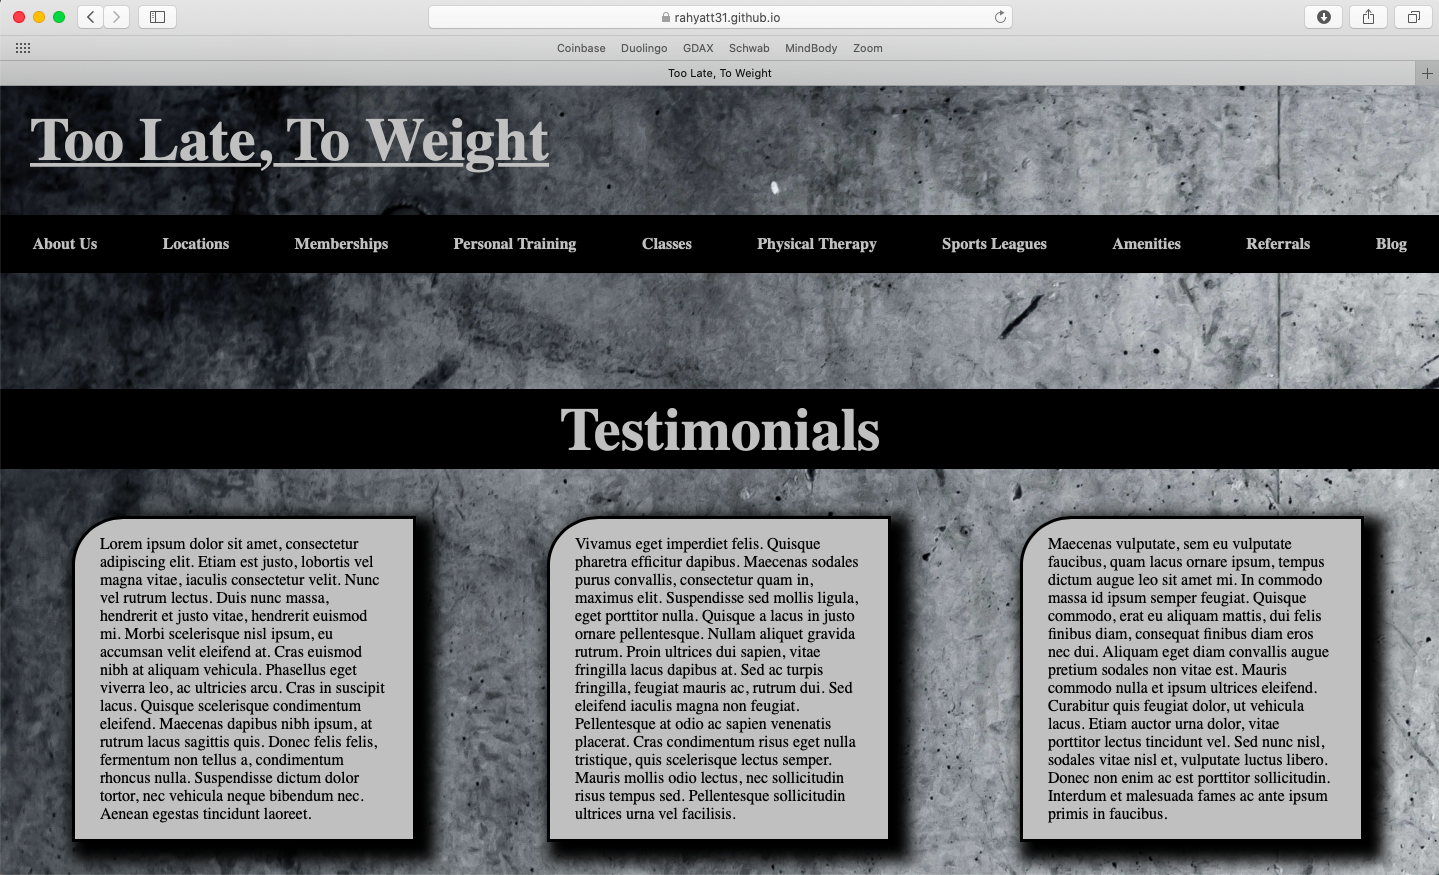 rahyatt31.github.io
Coinbase Duolingo GDAX Schwab MindBody Zoom
Too Late, To Weight
Too Late, To Weight
About Us Locations Memberships Personal Training Classes Physical Therapy Sports Leagues Amenities Referrals Blog
Testimonials
Lorem ipsum dolor sit amet, consectetur
adipiscing elit. Etiam est justo, lobortis vel
magna vitae, iaculis consectetur velit. Nunc
vel rutrum lectus. Duis nunc massa,
hendrerit et justo vitae, hendrerit euismod
mi. Morbi scelerisque nisl ipsum, eu
accumsan velit eleifend at. Cras euismod
nibh at aliquam vehicula. Phasellus eget
viverra leo, ac ultricies arcu. Cras in suscipit
lacus. Quisque scelerisque condimentum
eleifend. Maecenas dapibus nibh ipsum, at
rutrum lacus sagittis quis. Donec felis felis,
fermentum non tellus a, condimentum
rhoncus nulla. Suspendisse dictum dolor
tortor, nec vehicula neque bibendum nec.
Aenean egestas tincidunt laoreet.
Vivamus eget imperdiet felis. Quisque
pharetra efficitur dapibus. Maecenas sodales
purus convallis, consectetur quam in,
maximus elit. Suspendisse sed mollis ligula,
eget porttitor nulla. Quisque a lacus in justo
ornare pellentesque. Nullam aliquet gravida
rutrum. Proin ultrices dui sapien, vitae
fringilla lacus dapibus at. Sed ac turpis
fringilla, feugiat mauris ac, rutrum dui. Sed
eleifend iaculis magna non feugiat.
Pellentesque at odio ac sapien venenatis
placerat. Cras condimentum risus eget nulla
tristique, quis scelerisque lectus semper.
Mauris mollis odio lectus, nec sollicitudin
risus tempus sed. Pellentesque sollicitudin
ultrices urna vel facilisis.
Maecenas vulputate, sem eu vulputate
faucibus, quam lacus ornare ipsum, tempus
dictum augue leo sit amet mi. In commodo
massa id ipsum semper feugiat. Quisque
commodo, erat eu aliquam mattis, dui felis
finibus diam, consequat finibus diam eros
nec dui. Aliquam eget diam convallis augue
pretium sodales non vitae est. Mauris
commodo nulla et ipsum ultrices eleifend.
Curabitur quis feugiat dolor, ut vehicula
lacus. Etiam auctor urna dolor, vitae
porttitor lectus tincidunt vel. Sed nunc nisl,
sodales vitae nisl et, vulputate luctus libero.
Donec non enim ac est porttitor sollicitudin.
Interdum et malesuada fames ac ante ipsum
primis in faucibus.